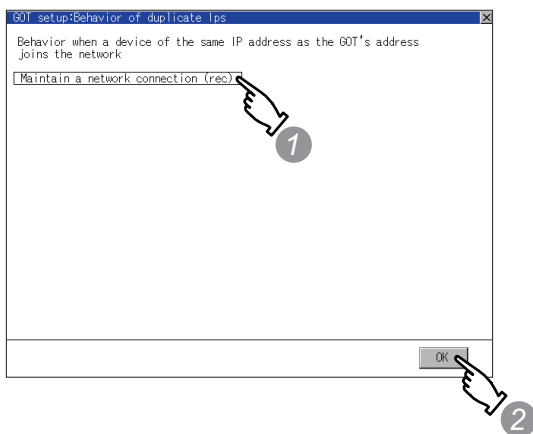 GOT setup:Behavior of duplicate Ips
Behavior when a device of the same IP address as the GOT's address
joins the network
Maintain a network connection (rec)
1
OK
2